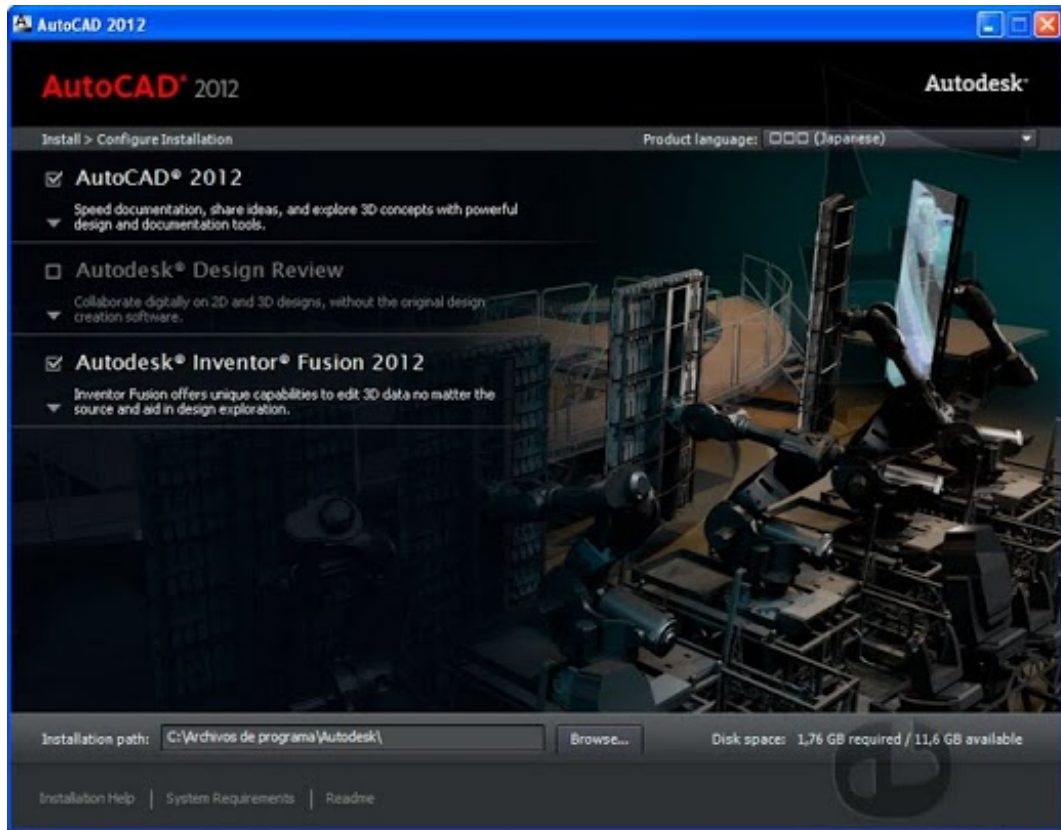 AutoCAD 2012
AutoCAD® 2012
Autodesk™
Install > Configure Installation
Product language: □□□ (Japanese)
AutoCAD® 2012
Speed documentation, share ideas, and explore 3D concepts with powerful
design and documentation tools.
Autodesk® Design Review
Collaborate digitally on 2D and 3D designs, without the original design
creation software.
Autodesk® Inventor® Fusion 2012
Inventor Fusion offers unique capabilities to edit 3D data no matter the
source and aid in design exploration.
Installation path: C:\Archivos de programa\Autodesk\ Browse... Disk space: 1,76 GB required / 11,6 GB available
Installation Help | System Requirements | Readme